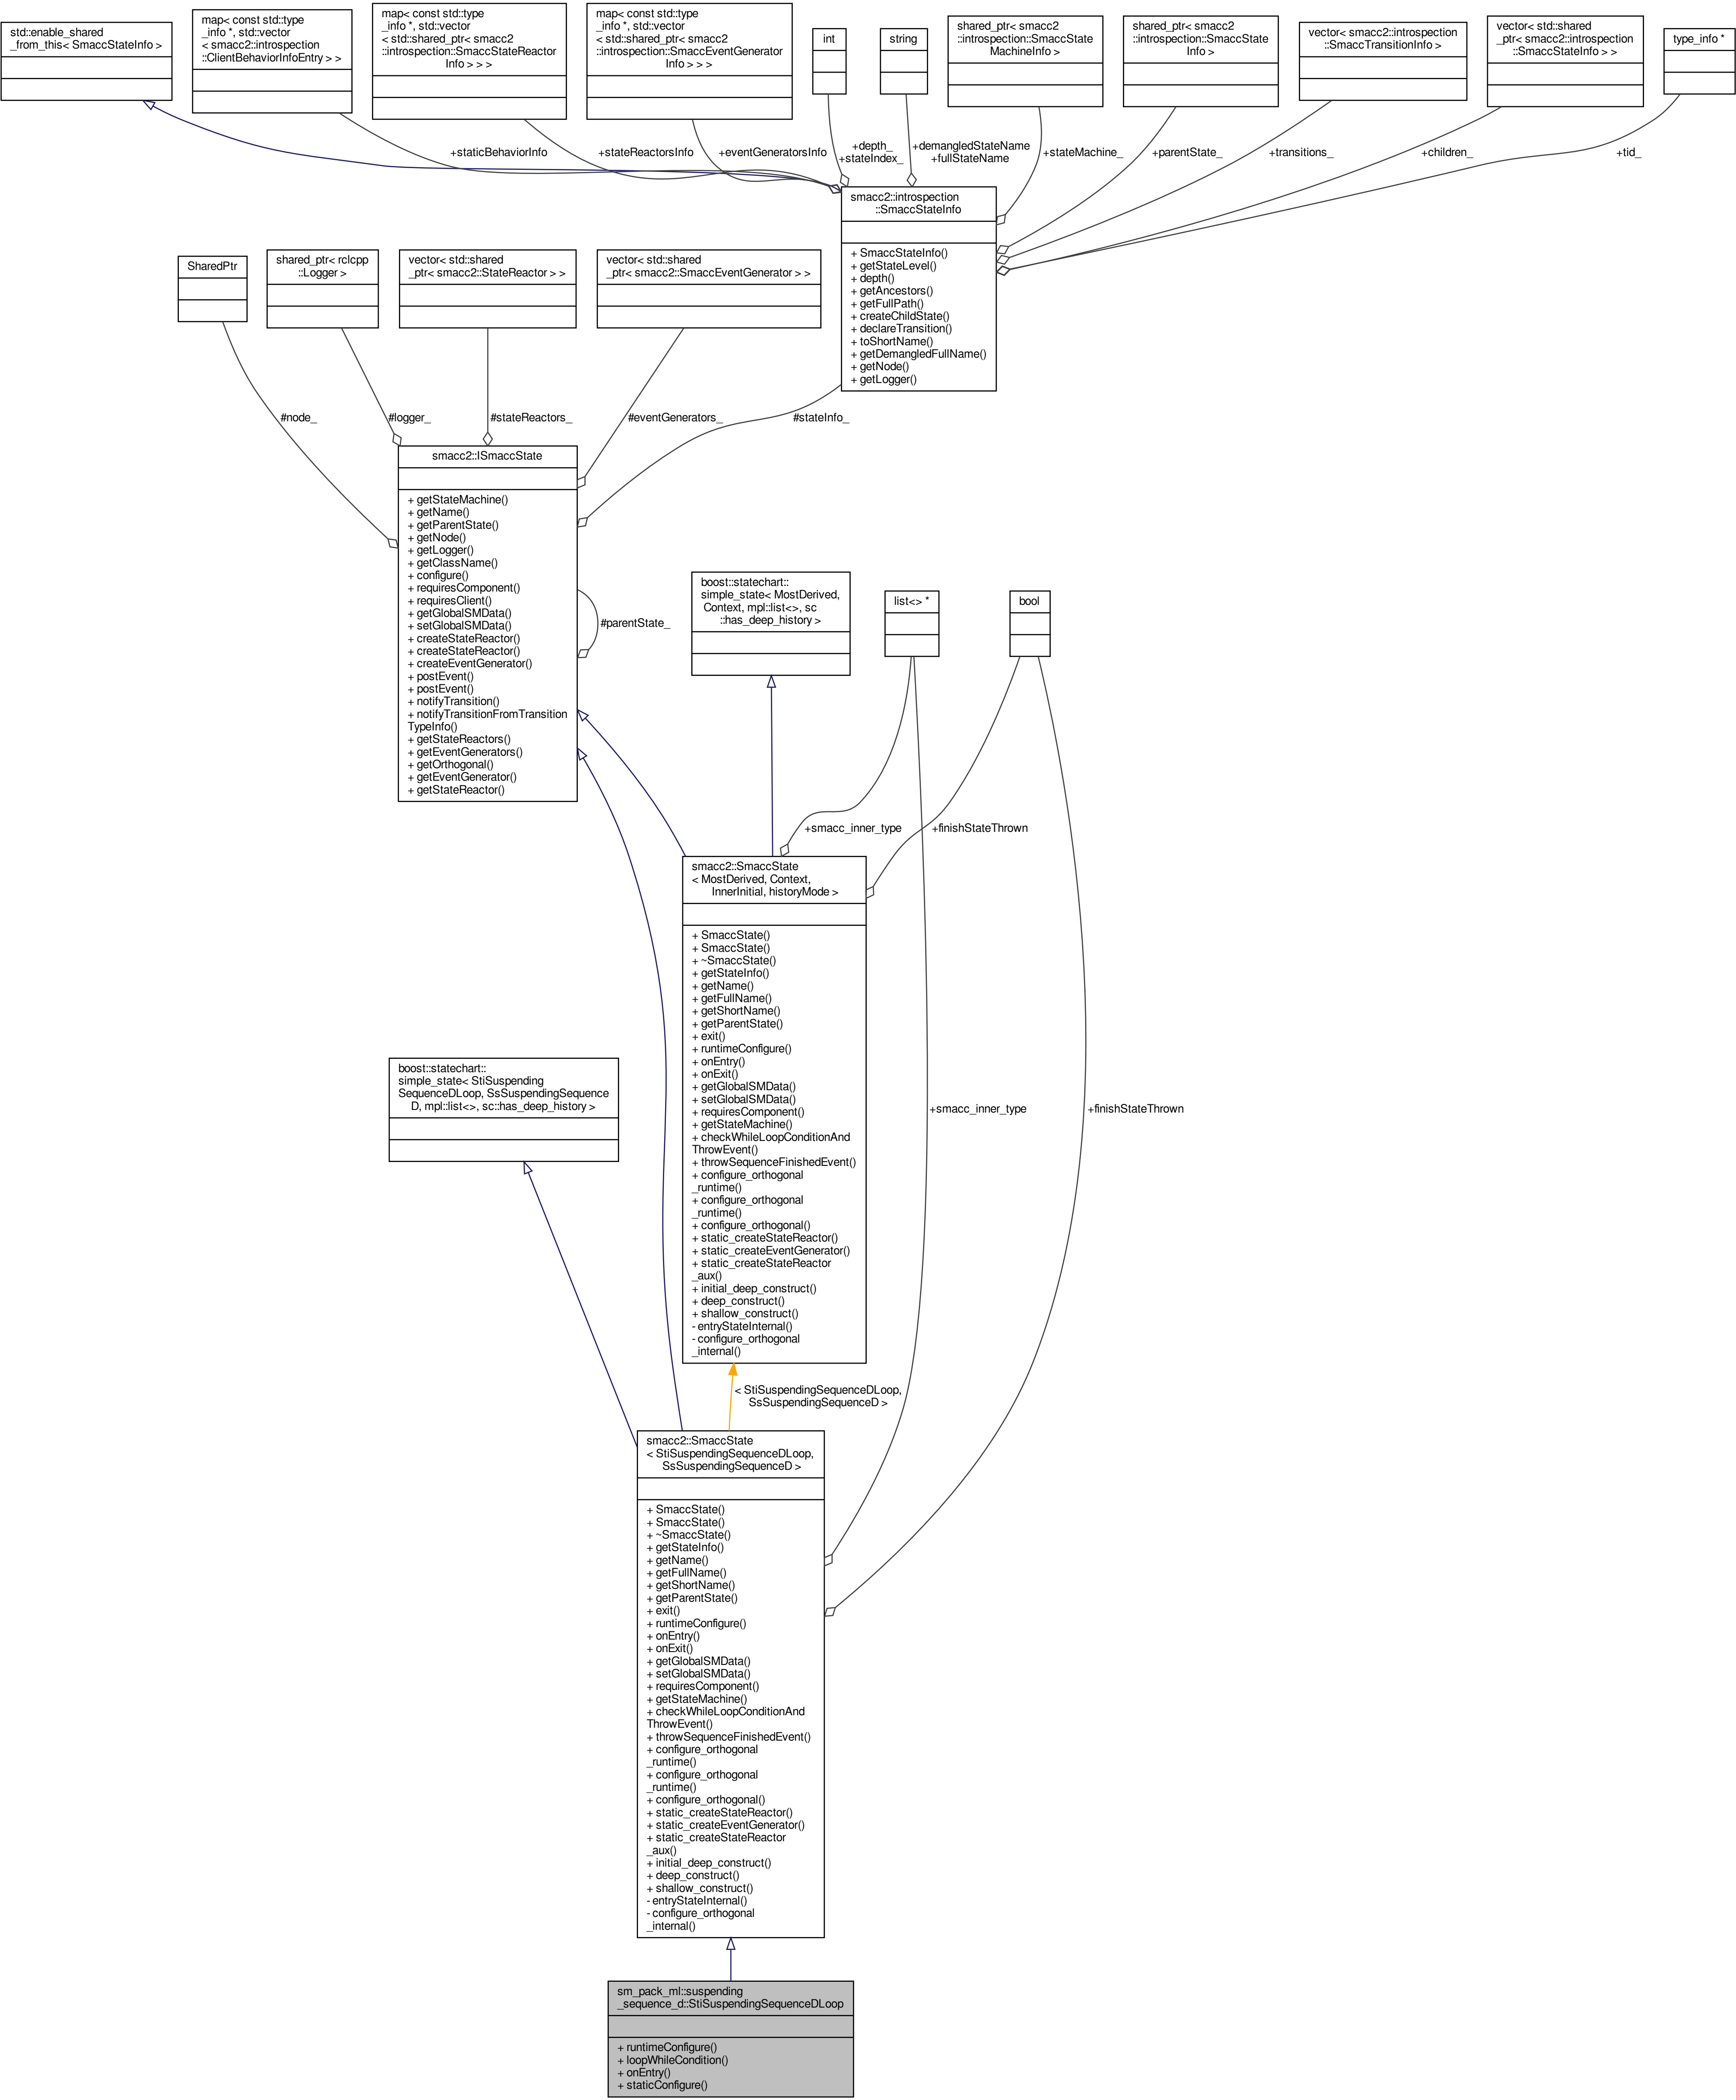 std::enable_shared
_from_this< SmaccStateInfo >
map< const std::type
_info *, std::vector
< smacc2::introspection
::ClientBehaviorInfoEntry > >
map< const std::type
_info *, std::vector
< std::shared_ptr< smacc2
::introspection::SmaccStateReactor
Info > > >
map< const std::type
_info *, std::vector
< std::shared_ptr< smacc2
::introspection::SmaccEventGenerator
Info > > >
int
string
shared_ptr< smacc2
::introspection::SmaccState
MachineInfo >
shared_ptr< smacc2
::introspection::SmaccState
Info >
vector< smacc2::introspection
::SmaccTransitionInfo >
vector< std::shared
_ptr< smacc2::introspection
::SmaccStateInfo > >
type_info *
+staticBehaviorInfo
+stateReactorsInfo
+eventGeneratorsInfo
+depth_
+stateIndex_
+demangledStateName
+fullStateName
+stateMachine_
+parentState_
+transitions_
+children_
+tid_
smacc2::introspection
::SmaccStateInfo
+ SmaccStateInfo()
+ getStateLevel()
+ depth()
+ getAncestors()
+ getFullPath()
+ createChildState()
+ declareTransition()
+ toShortName()
+ getDemangledFullName()
+ getNode()
+ getLogger()
SharedPtr
shared_ptr< rclcpp
::Logger >
vector< std::shared
_ptr< smacc2::StateReactor > >
vector< std::shared
_ptr< smacc2::SmaccEventGenerator > >
#node_
#logger_
#stateReactors_
#eventGenerators_
#stateInfo_
smacc2::ISmaccState
+ getStateMachine()
+ getName()
+ getParentState()
+ getNode()
+ getLogger()
+ getClassName()
+ configure()
+ requiresComponent()
+ requiresClient()
+ getGlobalSMData()
+ setGlobalSMData()
+ createStateReactor()
+ createStateReactor()
+ createEventGenerator()
+ postEvent()
+ postEvent()
+ notifyTransition()
+ notifyTransitionFromTransition
TypeInfo()
+ getStateReactors()
+ getEventGenerators()
+ getOrthogonal()
+ getEventGenerator()
+ getStateReactor()
#parentState_
boost::statechart::
simple_state< MostDerived,
Context, mpl::list<>, sc
::has_deep_history >
list<> *
bool
+smacc_inner_type
+finishStateThrown
smacc2::SmaccState
< MostDerived, Context,
InnerInitial, historyMode >
+ SmaccState()
+ SmaccState()
+ ~SmaccState()
+ getStateInfo()
+ getName()
+ getFullName()
+ getShortName()
+ getParentState()
+ exit()
+ runtimeConfigure()
+ onEntry()
+ onExit()
+ getGlobalSMData()
+ setGlobalSMData()
+ requiresComponent()
+ getStateMachine()
+ checkWhileLoopConditionAnd
ThrowEvent()
+ throwSequenceFinishedEvent()
+ configure_orthogonal
_runtime()
+ configure_orthogonal
_runtime()
+ configure_orthogonal()
+ static_createStateReactor()
+ static_createEventGenerator()
+ static_createStateReactor
_aux()
+ initial_deep_construct()
+ deep_construct()
+ shallow_construct()
- entryStateInternal()
- configure_orthogonal
_internal()
boost::statechart::
simple_state< StiSuspending
SequenceDLoop, SsSuspendingSequence
D, mpl::list<>, sc::has_deep_history >
+smacc_inner_type
+finishStateThrown
< StiSuspendingSequenceDLoop,
SsSuspendingSequenceD >
smacc2::SmaccState
< StiSuspendingSequenceDLoop,
SsSuspendingSequenceD >
+ SmaccState()
+ SmaccState()
+ ~SmaccState()
+ getStateInfo()
+ getName()
+ getFullName()
+ getShortName()
+ getParentState()
+ exit()
+ runtimeConfigure()
+ onEntry()
+ onExit()
+ getGlobalSMData()
+ setGlobalSMData()
+ requiresComponent()
+ getStateMachine()
+ checkWhileLoopConditionAnd
ThrowEvent()
+ throwSequenceFinishedEvent()
+ configure_orthogonal
_runtime()
+ configure_orthogonal
_runtime()
+ configure_orthogonal()
+ static_createStateReactor()
+ static_createEventGenerator()
+ static_createStateReactor
_aux()
+ initial_deep_construct()
+ deep_construct()
+ shallow_construct()
- entryStateInternal()
- configure_orthogonal
_internal()
sm_pack_ml::suspending
_sequence_d::StiSuspendingSequenceDLoop
+ runtimeConfigure()
+ loopWhileCondition()
+ onEntry()
+ staticConfigure()